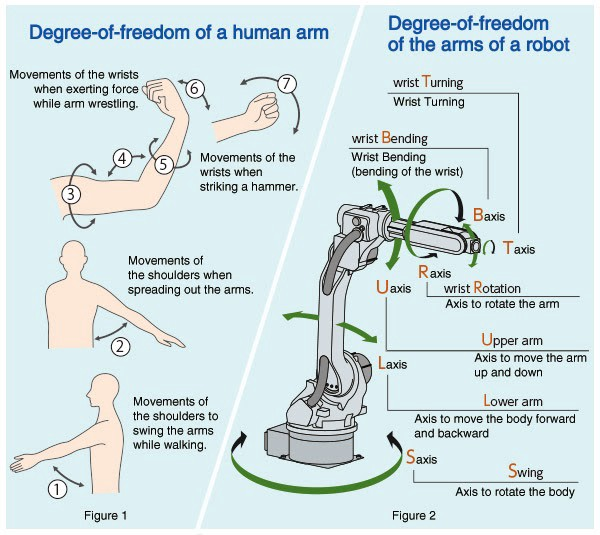 Degree-of-freedom of a human arm
Movements of the wrists
when exerting force
while arm wrestling.
6
7
4
5
3
Movements of the
wrists when
striking a hammer.
Movements of
the shoulders when
spreading out the arms.
2
Movements of
the shoulders to
swing the arms
while walking.
1
Figure 1
Degree-of-freedom
of the arms of a robot
wrist Turning
Wrist Turning
wrist Bending
Wrist Bending
(bending of the wrist)
Baxis
Taxis
Raxis
wrist Rotation
Axis to rotate the arm
Uaxis
Upper arm
Axis to move the arm
up and down
Laxis
Lower arm
Axis to move the body forward
and backward
Saxis
Swing
Axis to rotate the body
Figure 2